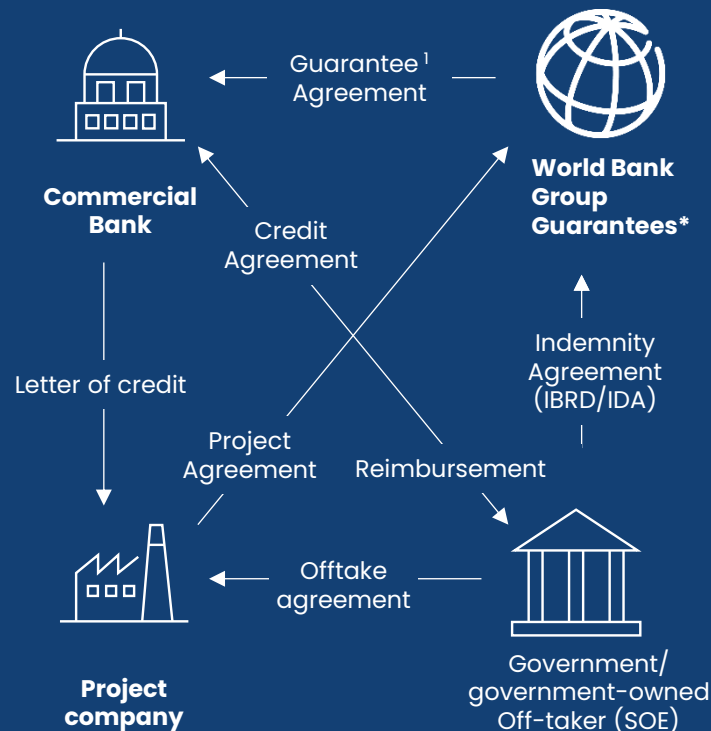 Guarantee 1
Agreement
Commercial
Bank
World Bank
Group
Guarantees*
Credit
Agreement
Indemnity
Agreement
(IBRD/IDA)
Letter of credit
Project
Agreement
Reimbursement
Offtake
agreement
Project
company
Government/
government-owned
Off-taker (SOE)